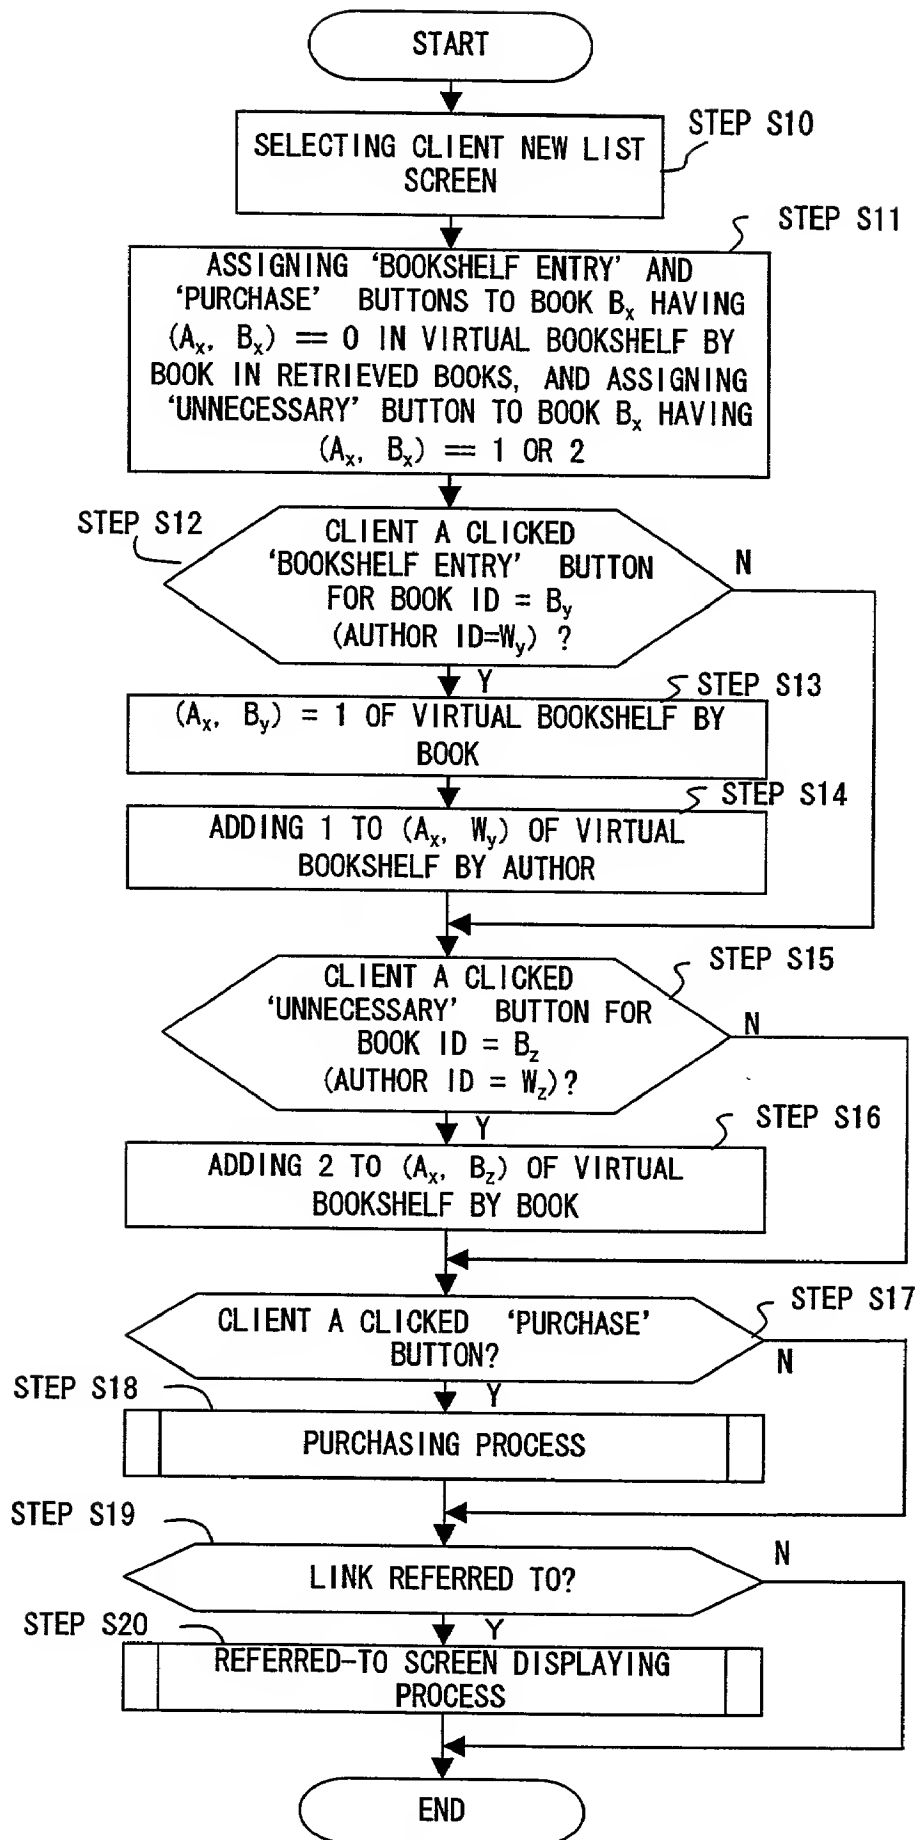 START
STEP S10
SELECTING CLIENT NEW LIST
SCREEN
STEP S11
ASSIGNING ‘BOOKSHELF ENTRY’ AND
‘PURCHASE’ BUTTONS TO BOOK Bx HAVING
(Ax, Bx) == 0 IN VIRTUAL BOOKSHELF BY
BOOK IN RETRIEVED BOOKS, AND ASSIGNING
‘UNNECESSARY’ BUTTON TO BOOK Bx HAVING
(Ax, Bx) == 1 OR 2
STEP S12
CLIENT A CLICKED
‘BOOKSHELF ENTRY’ BUTTON
FOR BOOK ID = By
(AUTHOR ID=Wy) ?
N
Y
STEP S13
(Ax, By) = 1 OF VIRTUAL BOOKSHELF BY
BOOK
STEP S14
ADDING 1 TO (Ax, Wy) OF VIRTUAL
BOOKSHELF BY AUTHOR
STEP S15
CLIENT A CLICKED
‘UNNECESSARY’ BUTTON FOR
BOOK ID = Bz
(AUTHOR ID = Wz)?
N
Y
STEP S16
ADDING 2 TO (Ax, Bz) OF VIRTUAL
BOOKSHELF BY BOOK
STEP S17
CLIENT A CLICKED ‘PURCHASE’
BUTTON?
N
Y
STEP S18
PURCHASING PROCESS
STEP S19
LINK REFERRED TO?
N
Y
STEP S20
REFERRED-TO SCREEN DISPLAYING
PROCESS
END